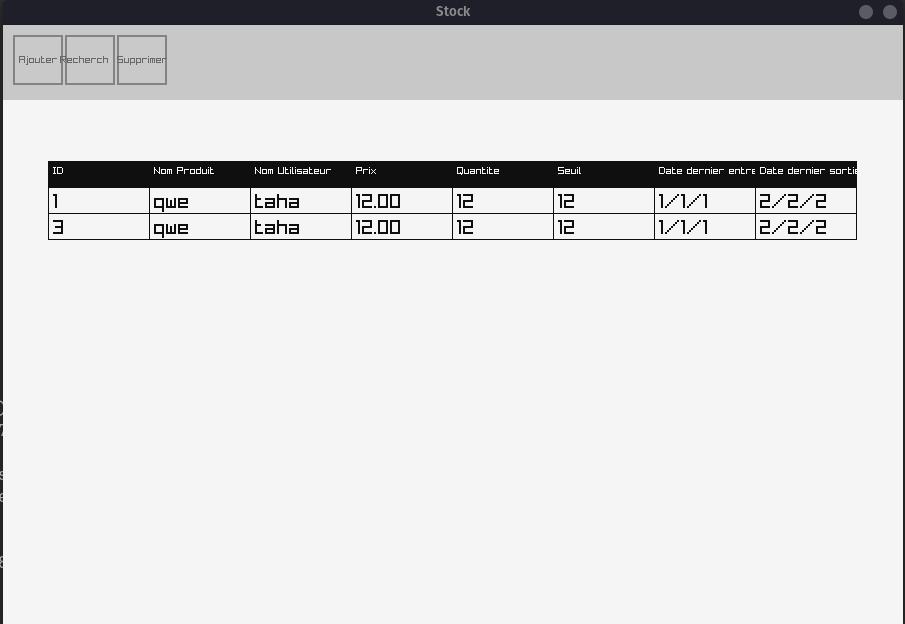 Stock
Ajouter Recherch Supprimer
ID Nom Produit Nom Utilisateur Prix Quantite Seuil Date dernier entre Date dernier sortie
1 qwe taha 12.00 12 12 1/1/1 2/2/2
3 qwe taha 12.00 12 12 1/1/1 2/2/2